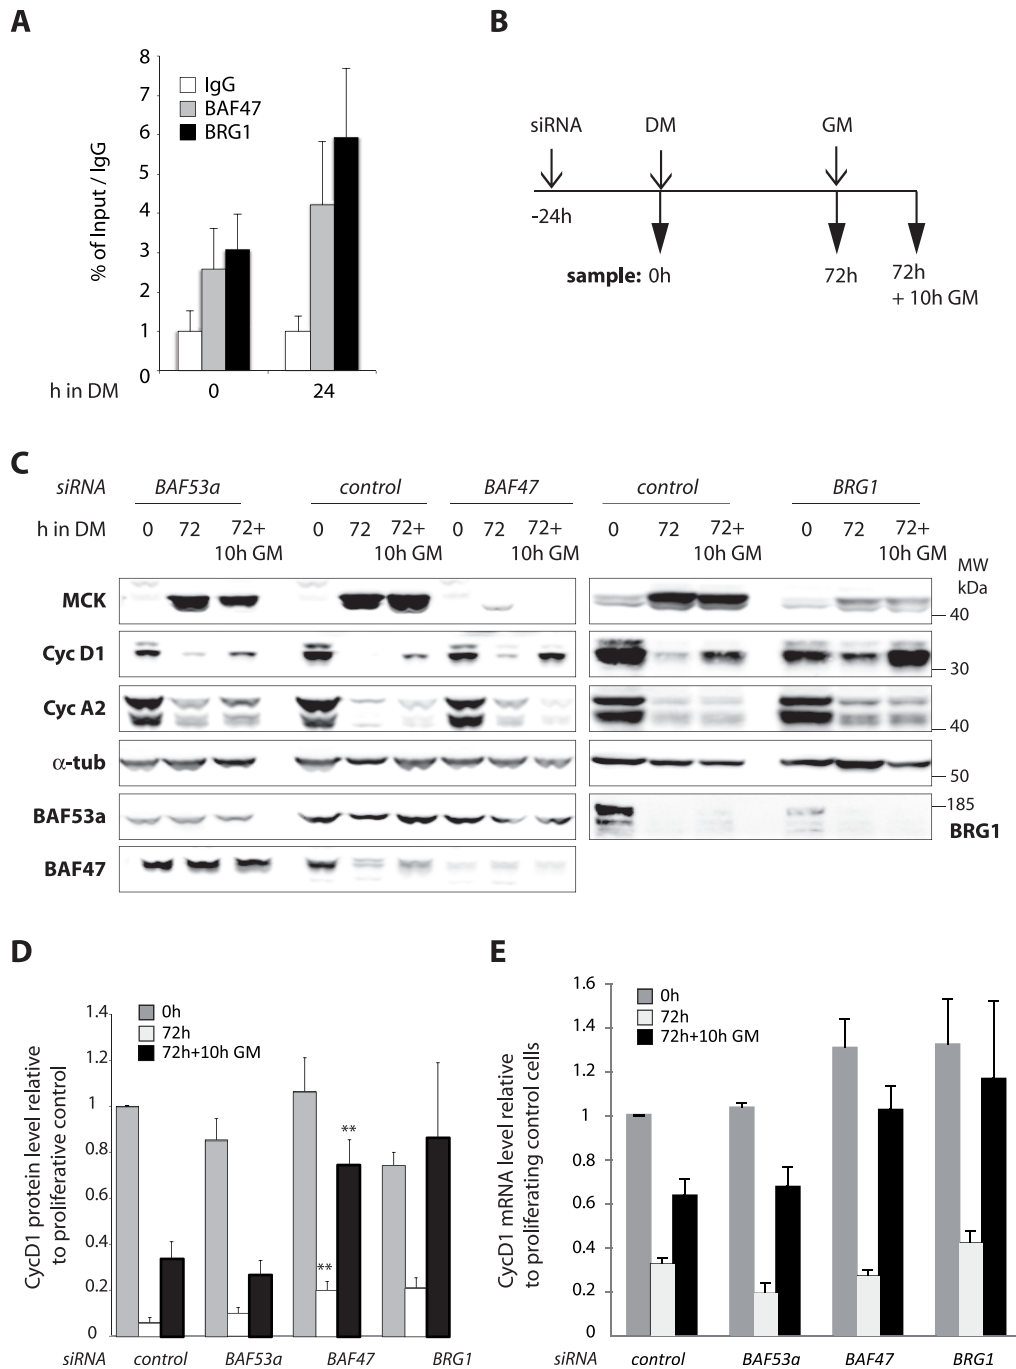 A
8
7
6
5
4
3
2
1
0
% of Input / IgG
IgG
BAF47
BRG1
h in DM 0 24
B
siRNA DM GM
-24h
sample: 0h 72h 72h
+ 10h GM
C
siRNA BAF53a control BAF47 control BRG1
h in DM 0 72 72+ 0 72 72+ 0 72 72+ 0 72 72+ 0 72 72+
10h GM 10h GM 10h GM 10h GM 10h GM
MW
kDa
MCK 40
Cyc D1 30
Cyc A2 40
α-tub 50
BAF53a 185
BRG1
BAF47
D
CycD1 protein level relative
to proliferative control
1.4
1.2
1
0.8
0.6
0.4
0.2
0
0h
72h
72h+10h GM
**
**
siRNA control BAF53a BAF47 BRG1
E
CycD1 mRNA level relative
to proliferating control cells
1.6
1.4
1.2
1
0.8
0.6
0.4
0.2
0
0h
72h
72h+10h GM
siRNA control BAF53a BAF47 BRG1